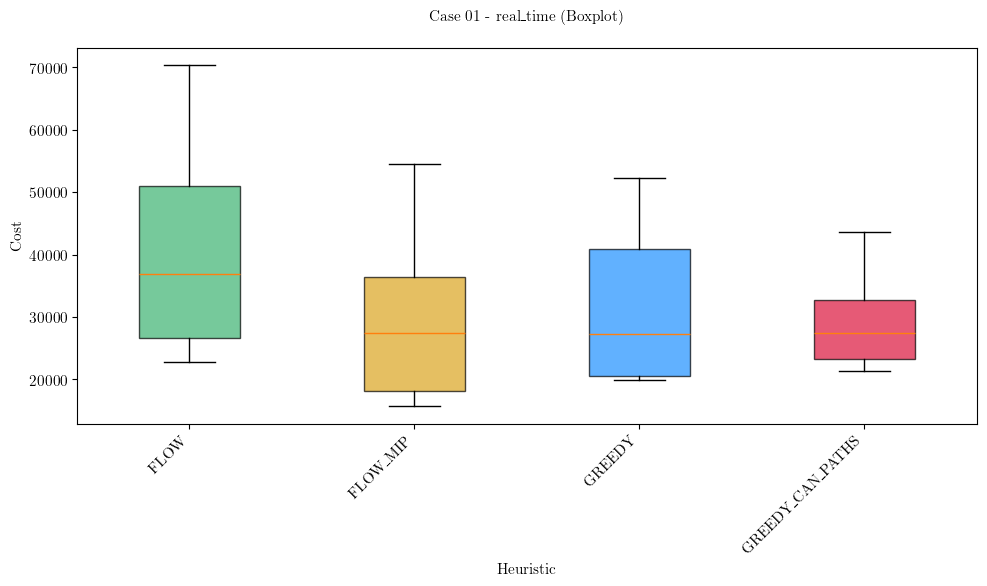 Case 01 - real_time (Boxplot)
70000
60000
50000
40000
30000
20000
Cost
FLOW
FLOW_MIP
GREEDY
GREEDY_CAN_PATHS
Heuristic